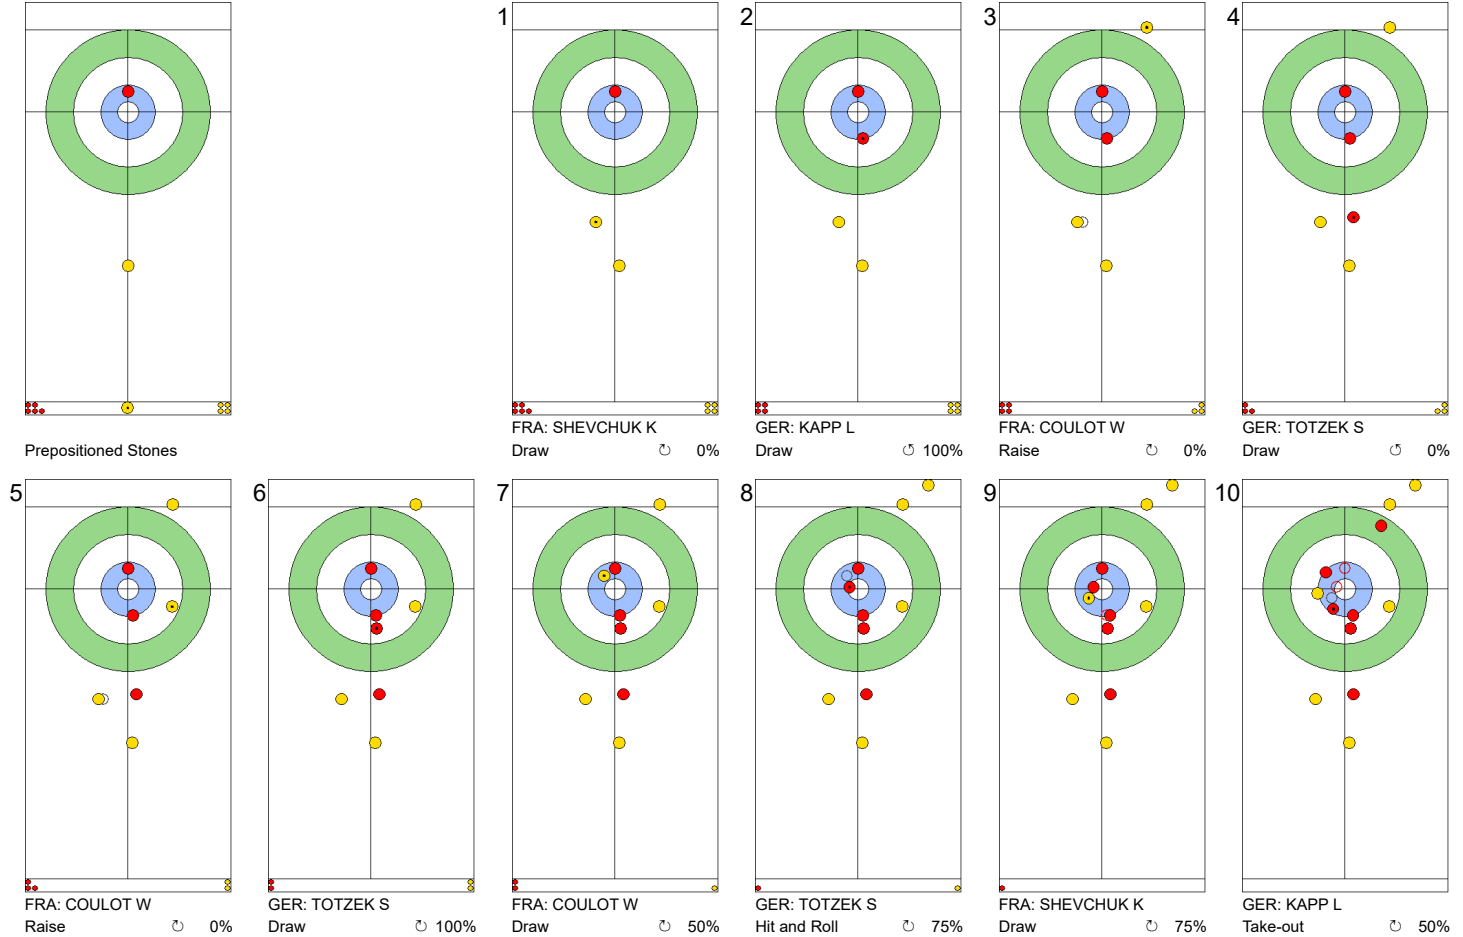 Prepositioned Stones
1
FRA: SHEVCHUK K
Draw ↻ 0%
2
GER: KAPP L
Draw ↺ 100%
3
FRA: COULOT W
Raise ↻ 0%
4
GER: TOTZEK S
Draw ↺ 0%
5
FRA: COULOT W
Raise ↻ 0%
6
GER: TOTZEK S
Draw ↻ 100%
7
FRA: COULOT W
Draw ↻ 50%
8
GER: TOTZEK S
Hit and Roll ↻ 75%
9
FRA: SHEVCHUK K
Draw ↻ 75%
10
GER: KAPP L
Take-out ↻ 50%